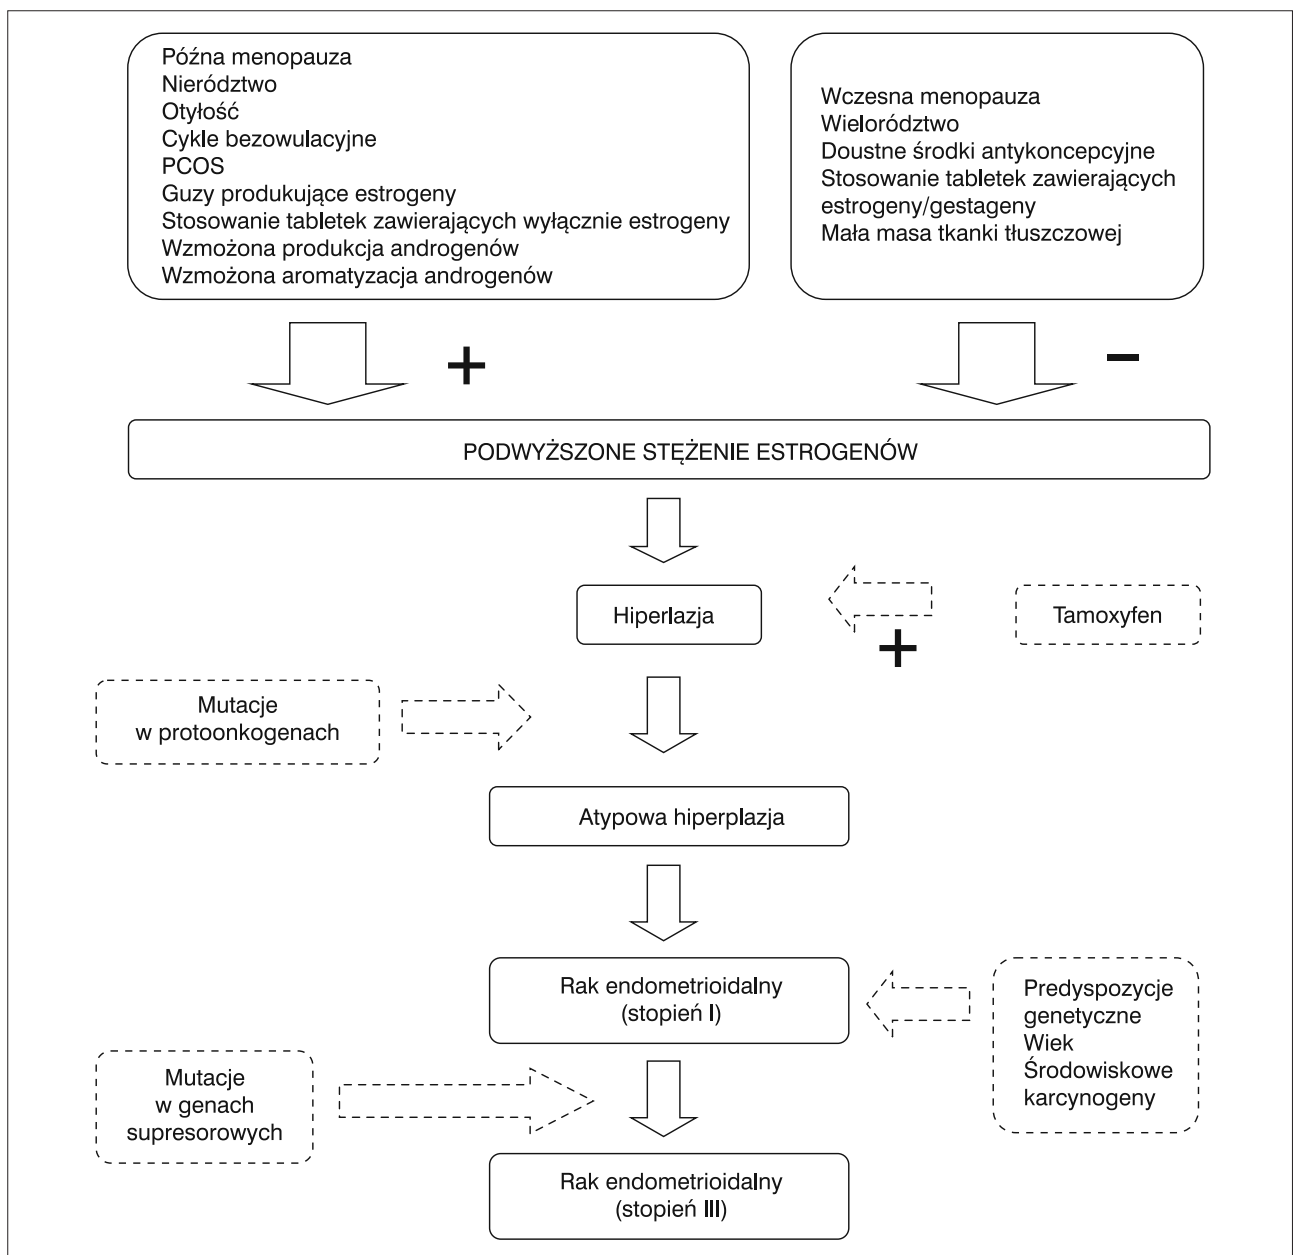 Późna menopauza
Nierództwo
Otyłość
Cykle bezowulacyjne
PCOS
Guzy produkujące estrogeny
Stosowanie tabletek zawierających wyłącznie estrogeny
Wzmożona produkcja androgenów
Wzmożona aromatyzacja androgenów
Wczesna menopauza
Wielorództwo
Doustne środki antykoncepcyjne
Stosowanie tabletek zawierających
estrogeny/gestageny
Mała masa tkanki tłuszczowej
+
–
PODWYŻSZONE STĘŻENIE ESTROGENÓW
Hiperlazja
+
Tamoxyfen
Mutacje
w protoonkogenach
Atypowa hiperplazja
Rak endometrioidalny
(stopień I)
Predyspozycje
genetyczne
Wiek
Środowiskowe
karcynogeny
Mutacje
w genach
supresorowych
Rak endometrioidalny
(stopień III)